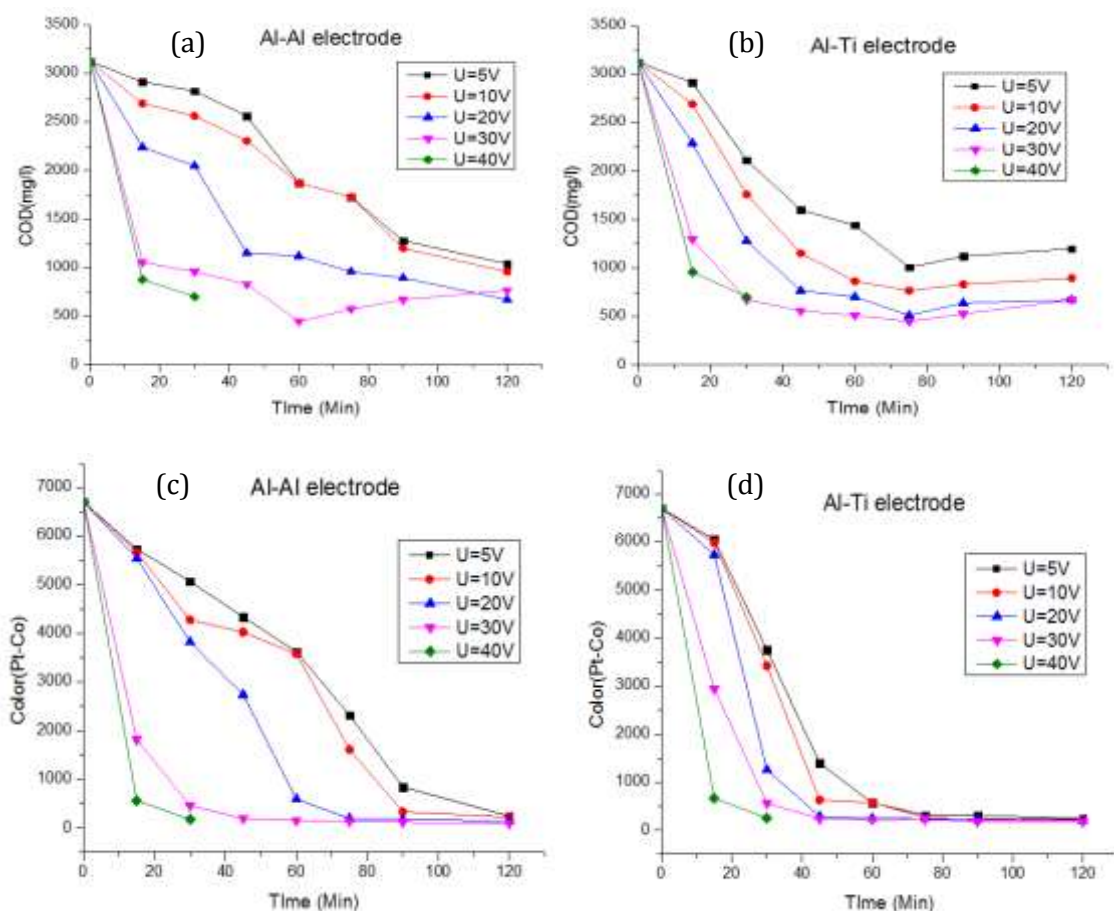 (a)
Al-Al electrode
U=5V
U=10V
U=20V
U=30V
U=40V
COD(mg/l)
3500
3000
2500
2000
1500
1000
500
0
0 20 40 60 80 100 120
TIme (Min)
(b)
Al-Ti electrode
U=5V
U=10V
U=20V
U=30V
U=40V
COD(mg/l)
3500
3000
2500
2000
1500
1000
500
0
0 20 40 60 80 100 120
TIme (Min)
(c)
Al-Al electrode
U=5V
U=10V
U=20V
U=30V
U=40V
Color(Pt-Co)
7000
6000
5000
4000
3000
2000
1000
0
0 20 40 60 80 100 120
TIme (Min)
(d)
Al-Ti electrode
U=5V
U=10V
U=20V
U=30V
U=40V
Color(Pt-Co)
7000
6000
5000
4000
3000
2000
1000
0
0 20 40 60 80 100 120
TIme (Min)